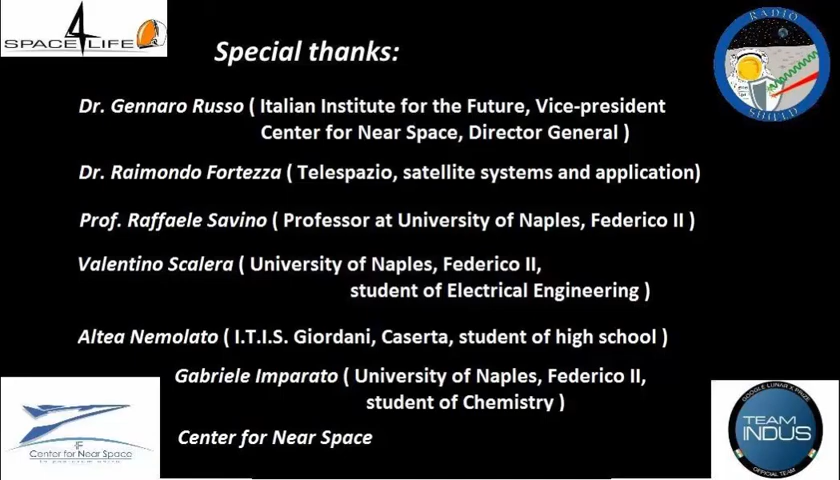 SPACE4LIFE
RADIO
SHIELD
Special thanks:
Dr. Gennaro Russo ( Italian Institute for the Future, Vice-president
Center for Near Space, Director General )
Dr. Raimondo Fortezza ( Telespazio, satellite systems and application)
Prof. Raffaele Savino ( Professor at University of Naples, Federico II )
Valentino Scalera ( University of Naples, Federico II,
student of Electrical Engineering )
Altea Nemolato ( I.T.I.S. Giordani, Caserta, student of high school )
Gabriele Imparato ( University of Naples, Federico II,
student of Chemistry )
Center for Near Space
Center for Near Space
GOOGLE LUNAR X PRIZE
TEAM
INDUS
OFFICIAL TEAM